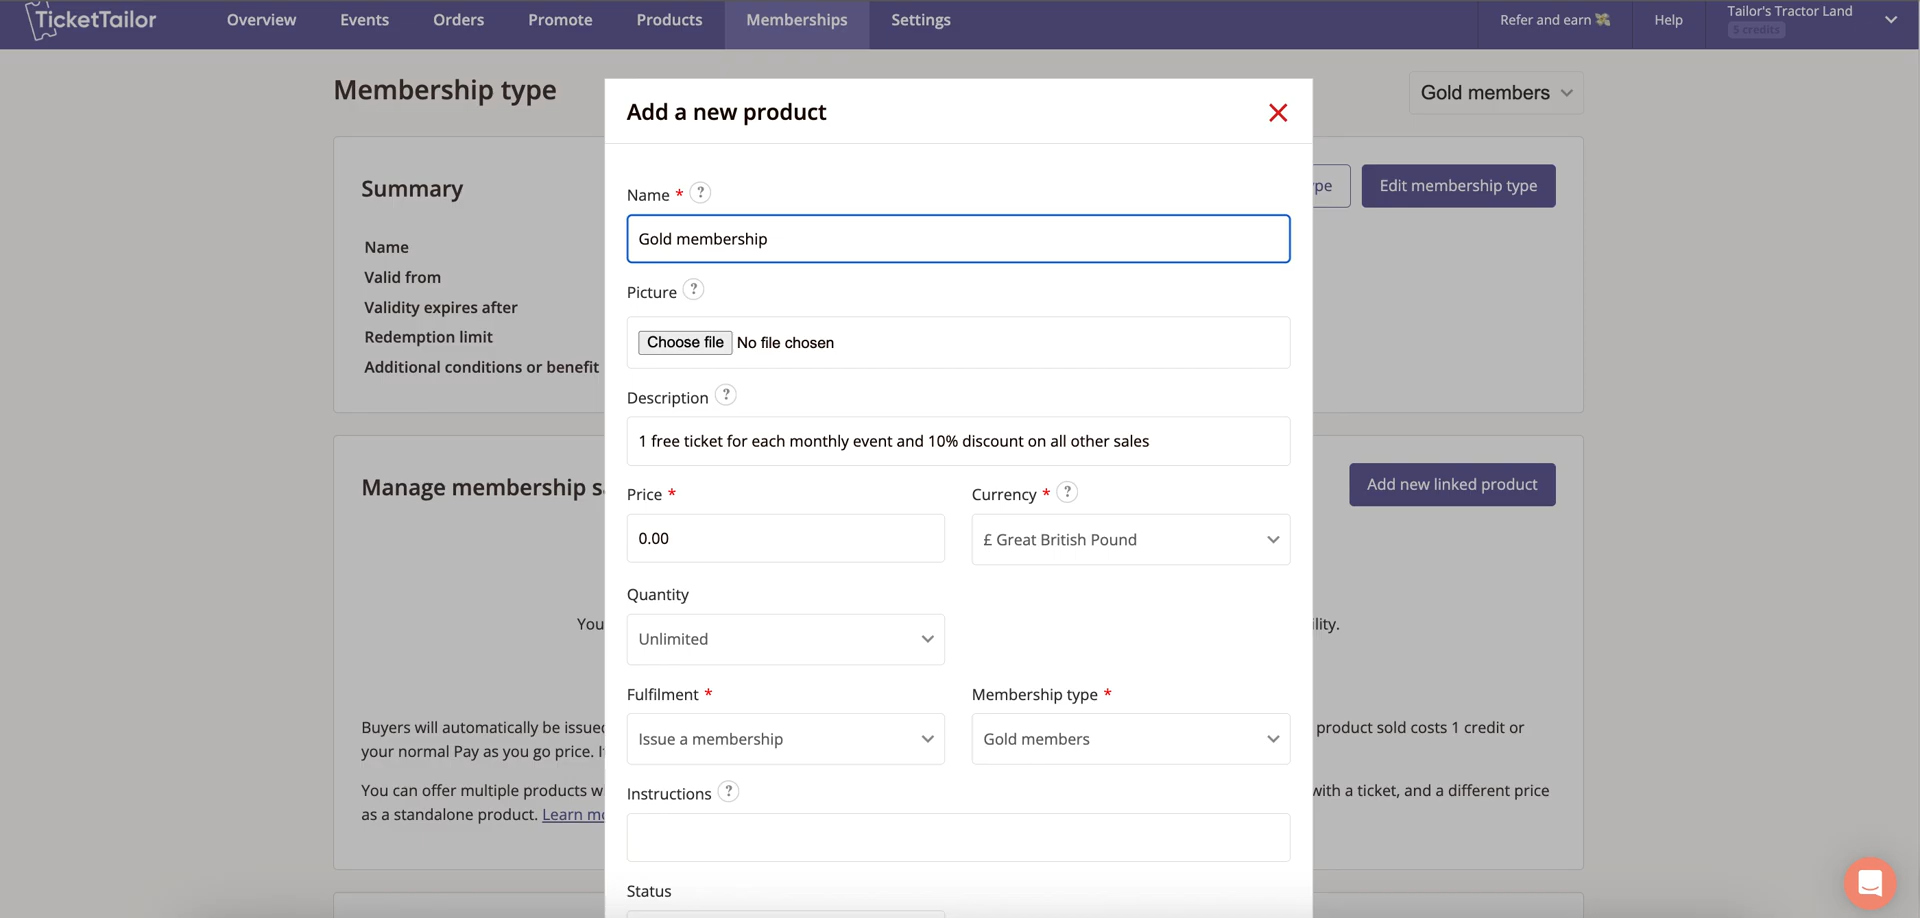 TicketTailor Overview Events Orders Promote Products Memberships Settings Refer and earn 💸 Help Tailor's Tractor Land
5 credits
Membership type
Gold members
Add a new product
Summary
Edit membership type
Name * ?
Gold membership
Name
Valid from
Validity expires after
Redemption limit
Additional conditions or benefit
Picture ?
Choose file No file chosen
Description ?
1 free ticket for each monthly event and 10% discount on all other sales
Manage membership
Add new linked product
Price *
Currency * ?
0.00
£ Great British Pound
Quantity
Unlimited
You
Fulfilment *
Membership type *
Issue a membership
Gold members
Buyers will automatically be issued
product sold costs 1 credit or
your normal Pay as you go price.
You can offer multiple products
with a ticket, and a different price
as a standalone product. Learn
Instructions ?
Status